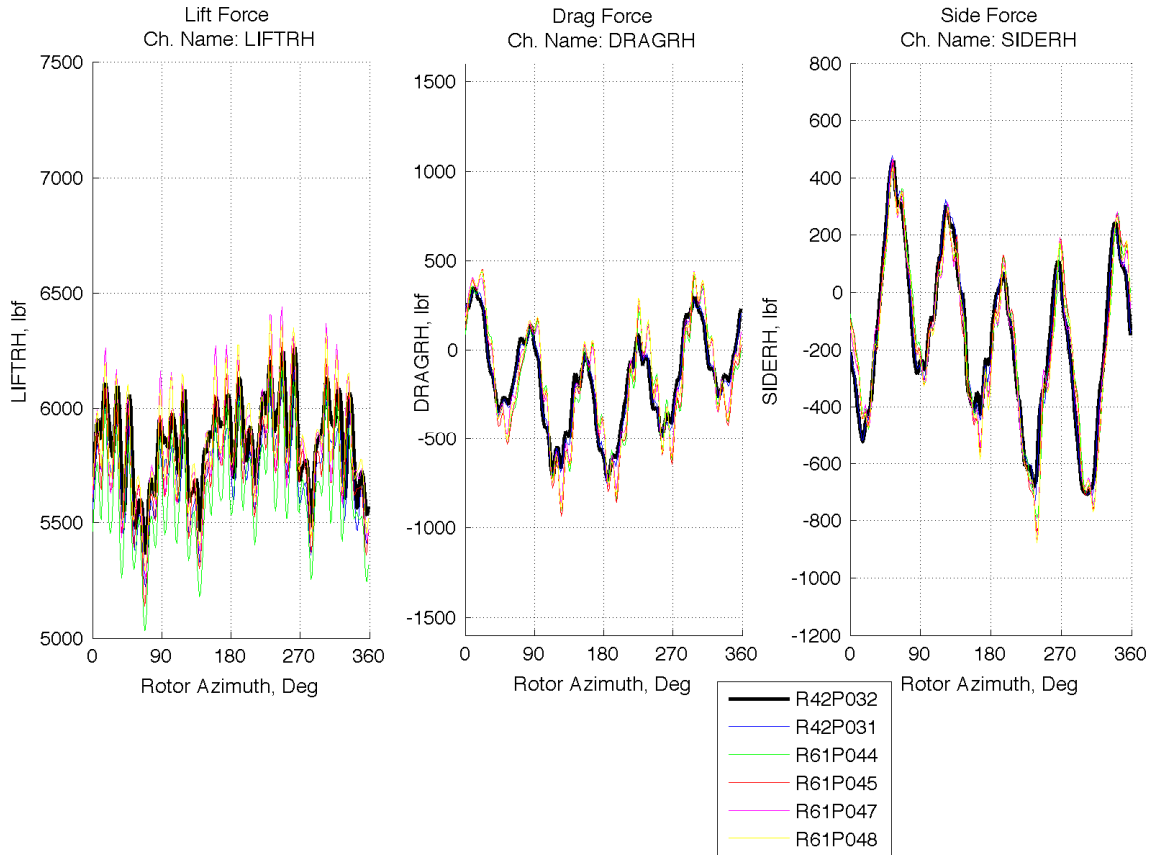 Lift Force
Ch. Name: LIFTRH
7500
7000
6500
6000
5500
5000
LIFTRH, lbf
0 90 180 270 360
Rotor Azimuth, Deg
Drag Force
Ch. Name: DRAGRH
1500
1000
500
0
-500
-1000
-1500
DRAGRH, lbf
0 90 180 270 360
Rotor Azimuth, Deg
Side Force
Ch. Name: SIDERH
800
600
400
200
0
-200
-400
-600
-800
-1000
-1200
SIDERH, lbf
0 90 180 270 360
Rotor Azimuth, Deg
R42P032
R42P031
R61P044
R61P045
R61P047
R61P048